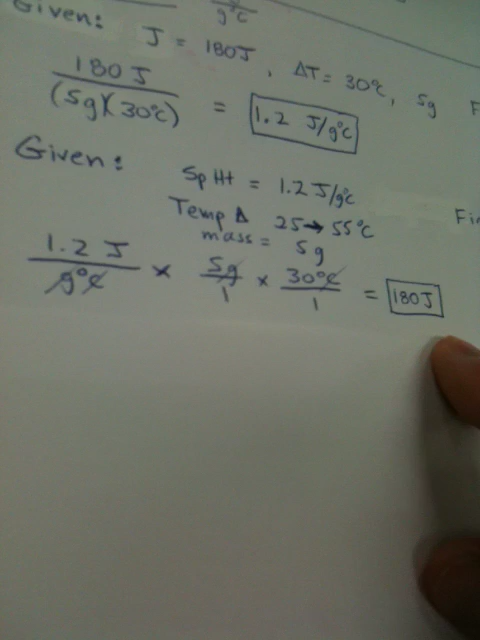 g°c
Given: J = 180J, ΔT = 30°c, 5g
180 J
(5g)(30°c) = 1.2 J/g°c
Given: Sp Ht = 1.2 J/g°c
Temp Δ 25→55°c
mass = 5g
1.2 J / g°c × 5g / 1 × 30°c / 1 = 180J